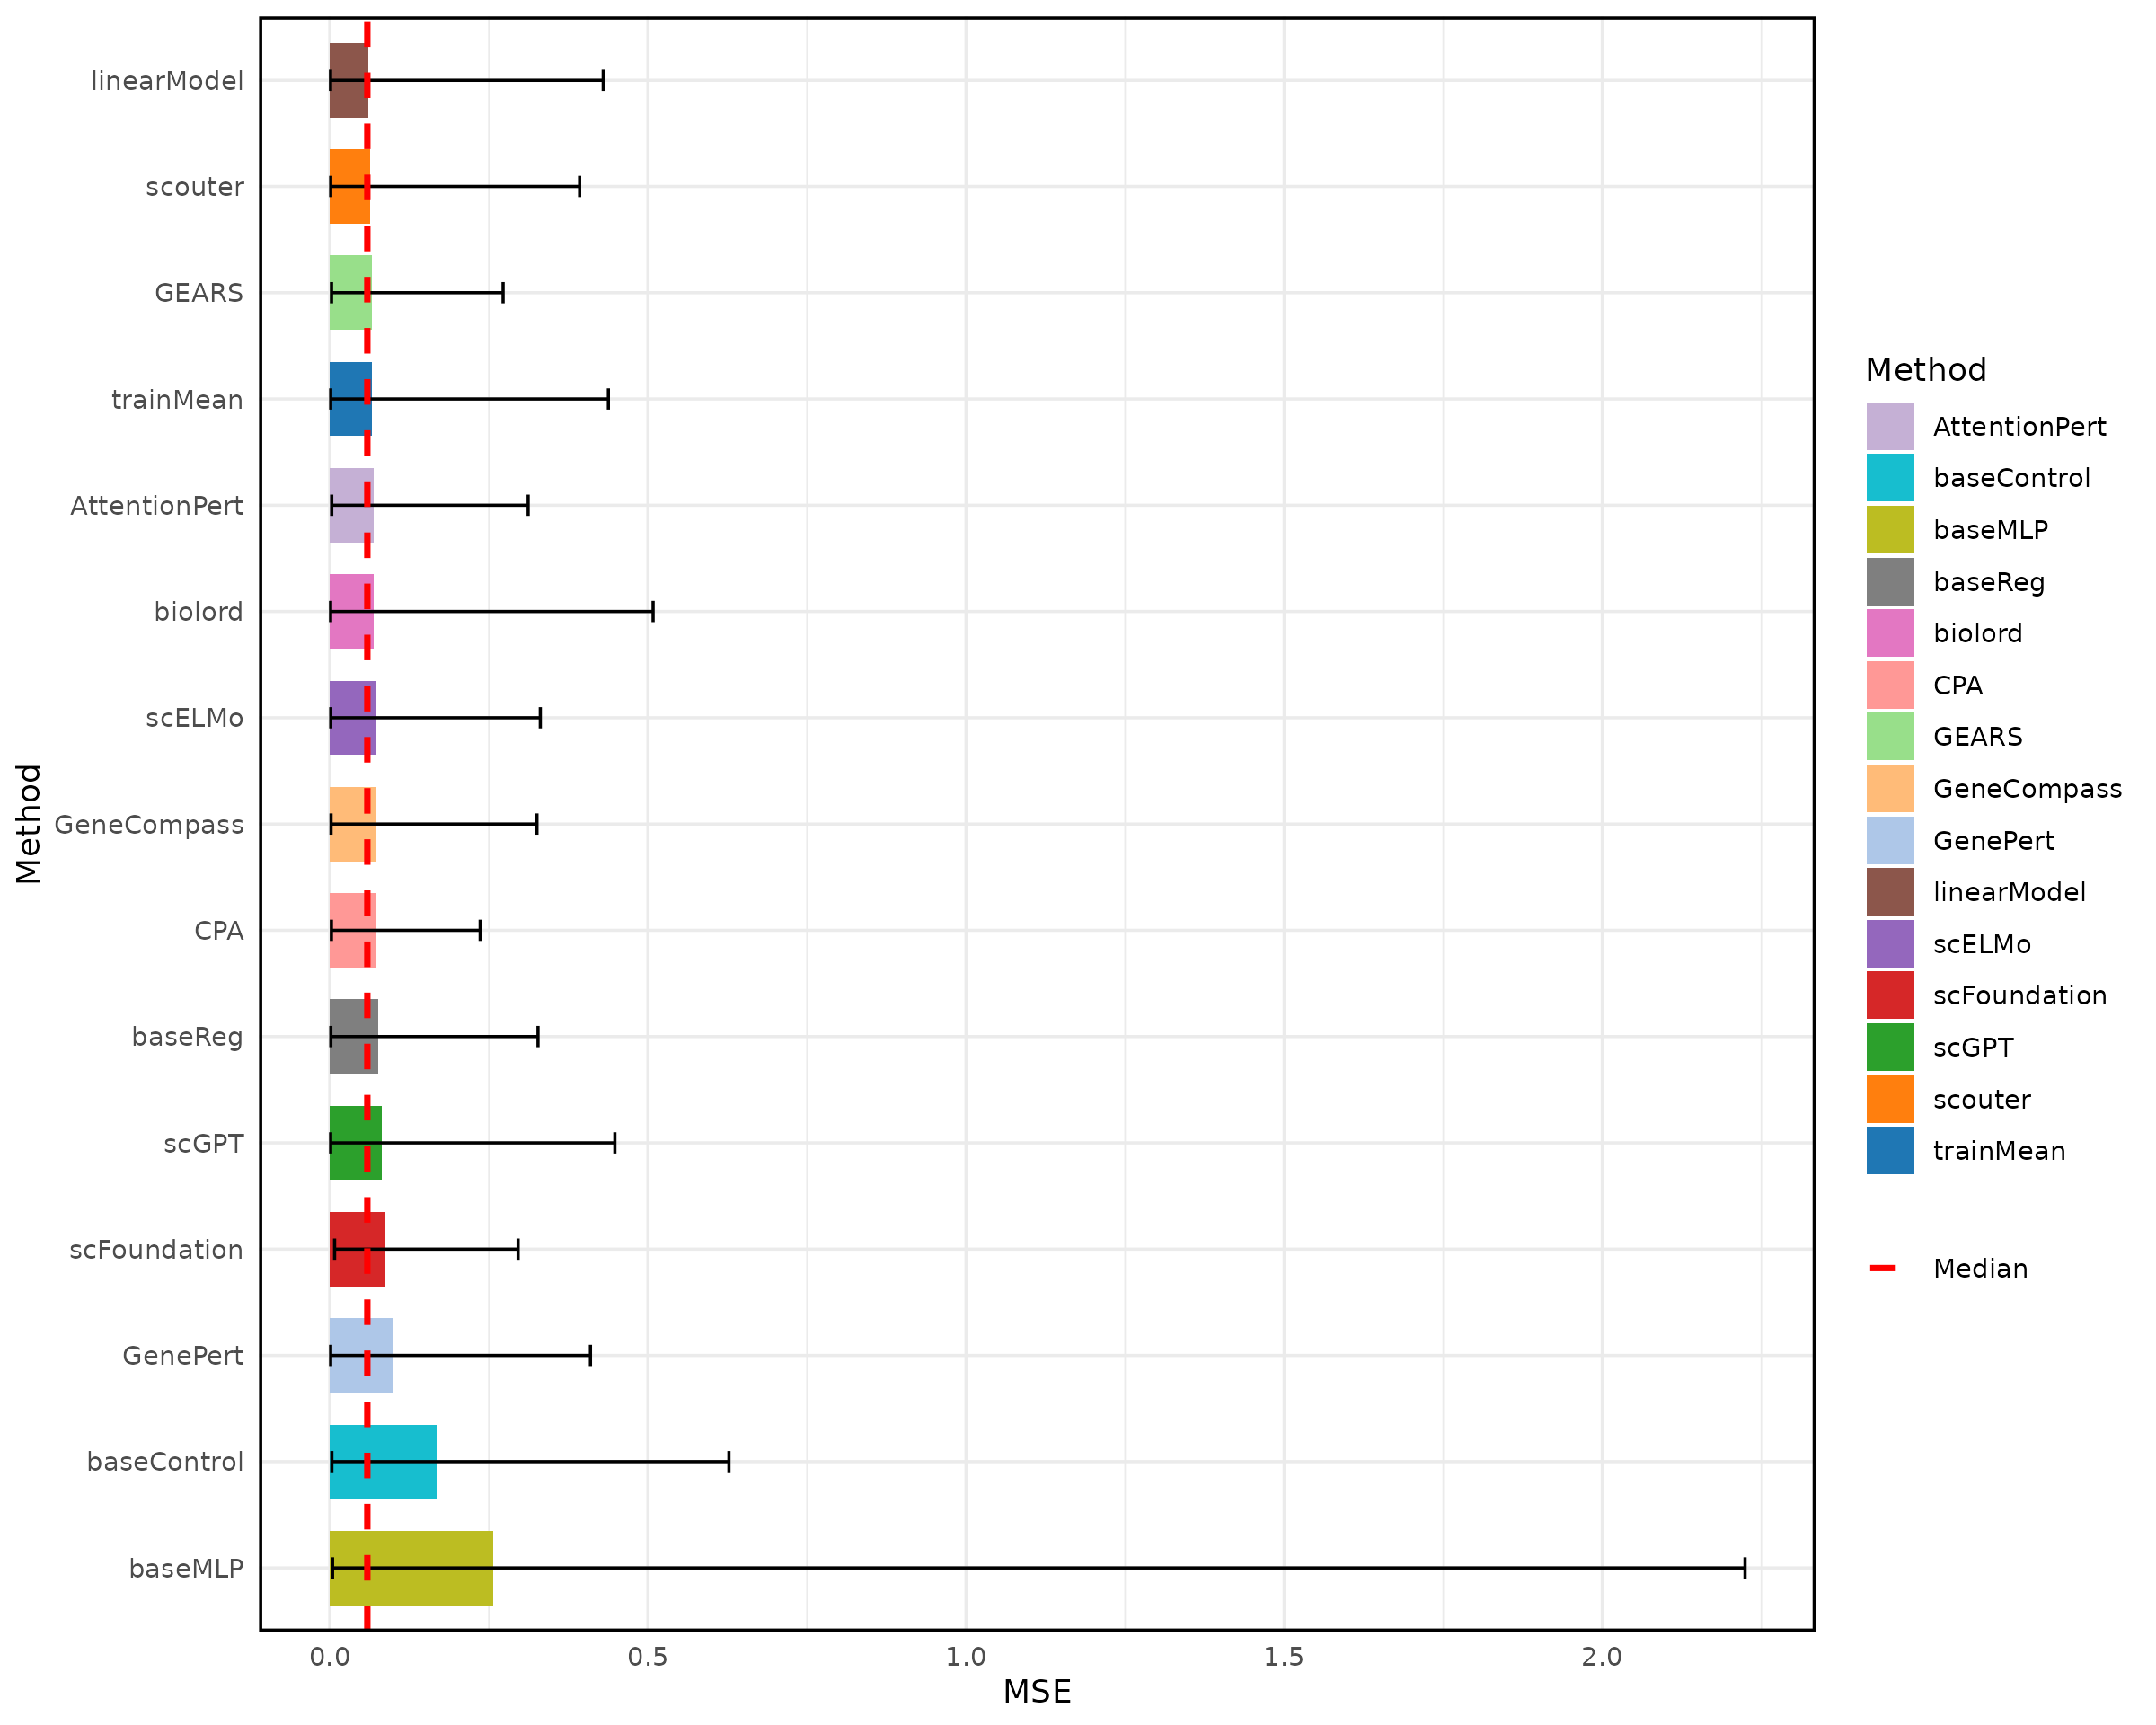 linearModel
scouter
GEARS
trainMean
AttentionPert
biolord
scELMo
GeneCompass
CPA
baseReg
scGPT
scFoundation
GenePert
baseControl
baseMLP
Method
0.0 0.5 1.0 1.5 2.0
MSE
Method
AttentionPert
baseControl
baseMLP
baseReg
biolord
CPA
GEARS
GeneCompass
GenePert
linearModel
scELMo
scFoundation
scGPT
scouter
trainMean
Median